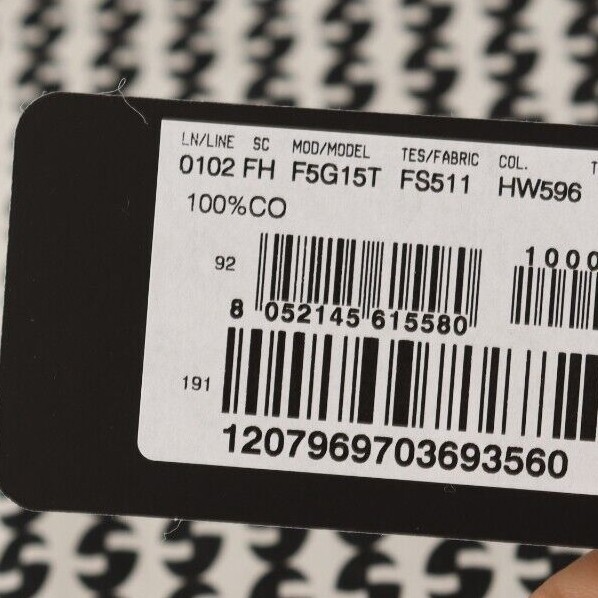 LN/LINE SC MOD/MODEL TES/FABRIC COL. T
0102 FH F5G15T FS511 HW596
100%CO
92 1000
8 052145 615580
191
1207969703693560